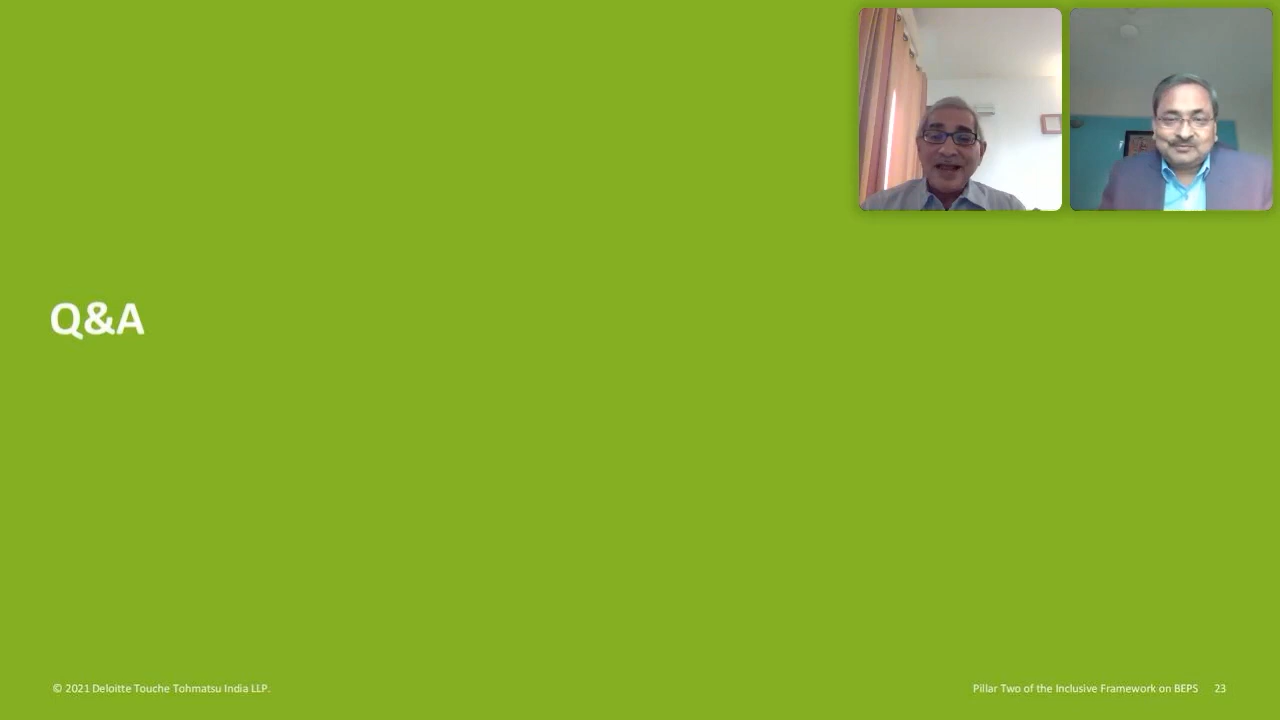 Q&A
© 2021 Deloitte Touche Tohmatsu India LLP.
Pillar Two of the Inclusive Framework on BEPS 23